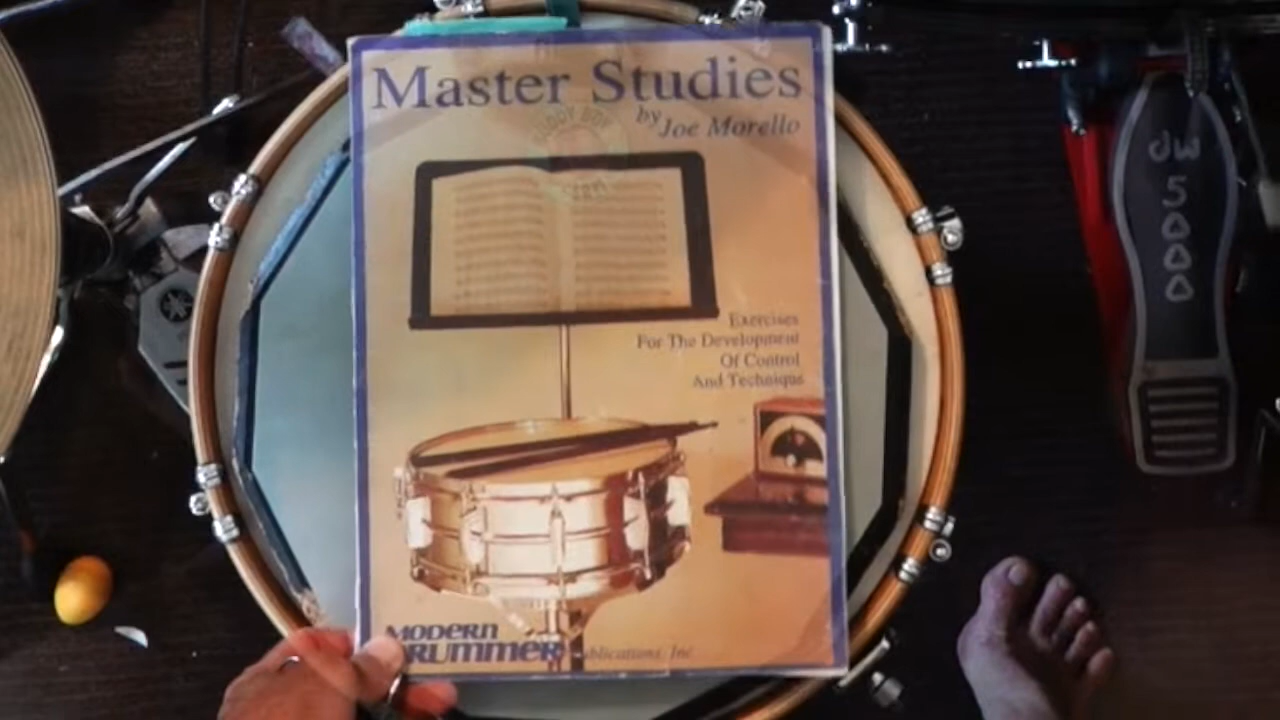 Master Studies
by Joe Morello
Exercises
For The Development
Of Control
And Technique
MODERN
DRUMMER Publications, Inc.
DW
5000